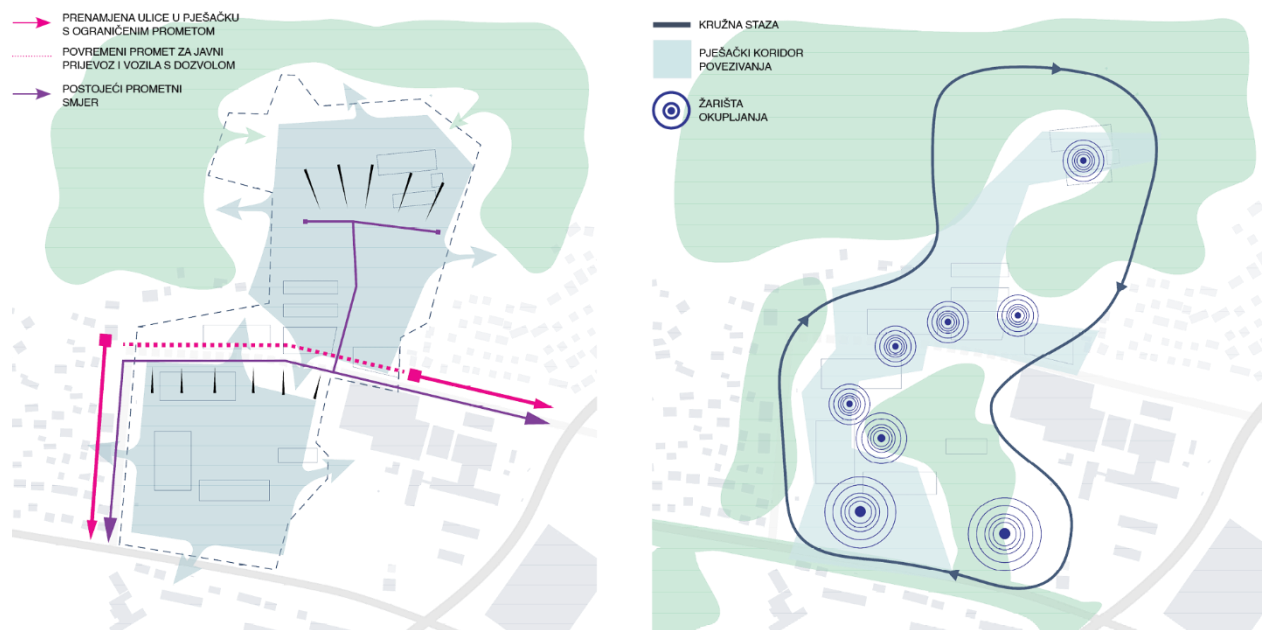 PRENAMJENA ULICE U PJEŠAČKU
S OGRANIČENIM PROMETOM
POVREMENI PROMET ZA JAVNI
PRIJEVOZ I VOZILA S DOZVOLOM
POSTOJEĆI PROMETNI
SMJER
KRUŽNA STAZA
PJEŠAČKI KORIDOR
POVEZIVANJA
ŽARIŠTA
OKUPLJANJA